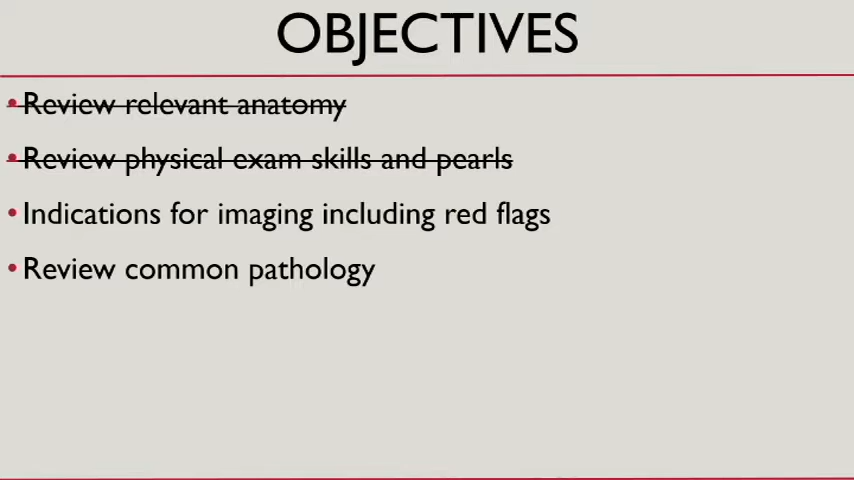 OBJECTIVES
• Review relevant anatomy
• Review physical exam skills and pearls
• Indications for imaging including red flags
• Review common pathology